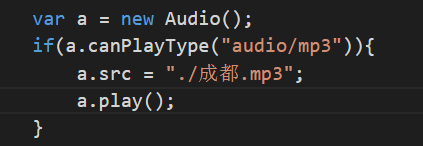 var a = new Audio();
if(a.canPlayType("audio/mp3")){
    a.src = "./成都.mp3";
    a.play();
}